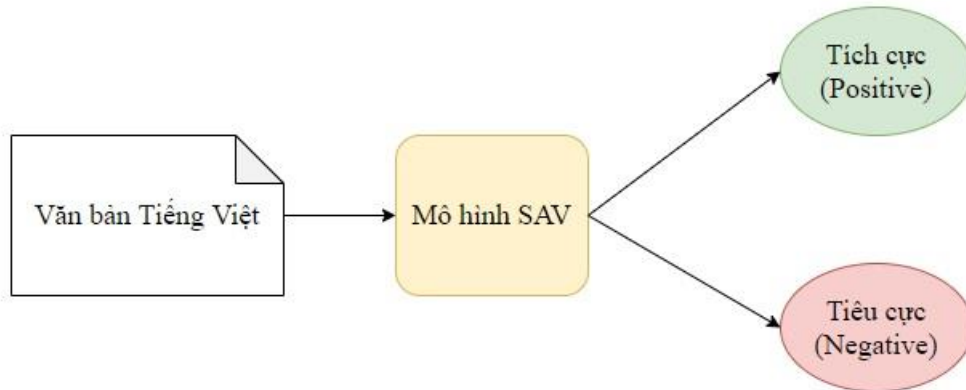 Văn bản Tiếng Việt
Mô hình SAV
Tích cực
(Positive)
Tiêu cực
(Negative)